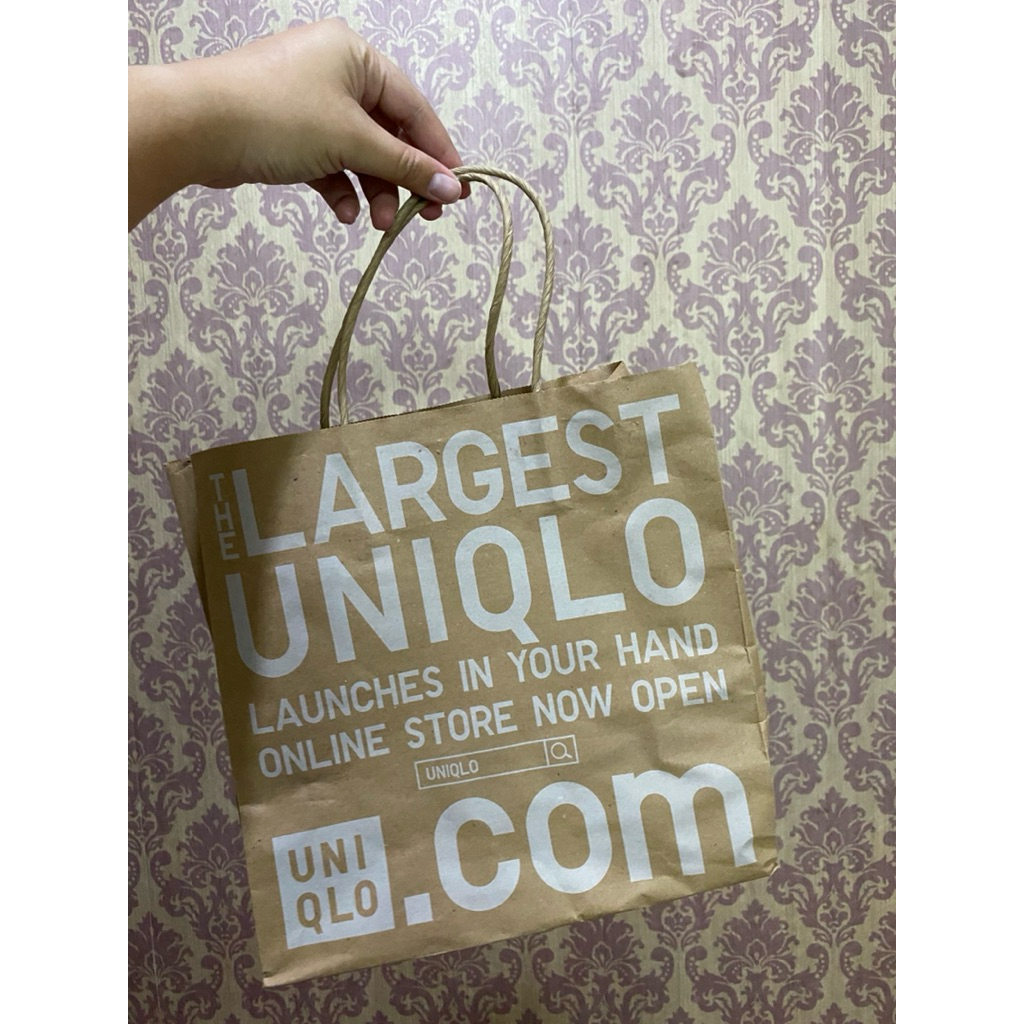 THE LARGEST
UNIQLO
LAUNCHES IN YOUR HAND
ONLINE STORE NOW OPEN
UNIQLO
UNI
QLO
.com